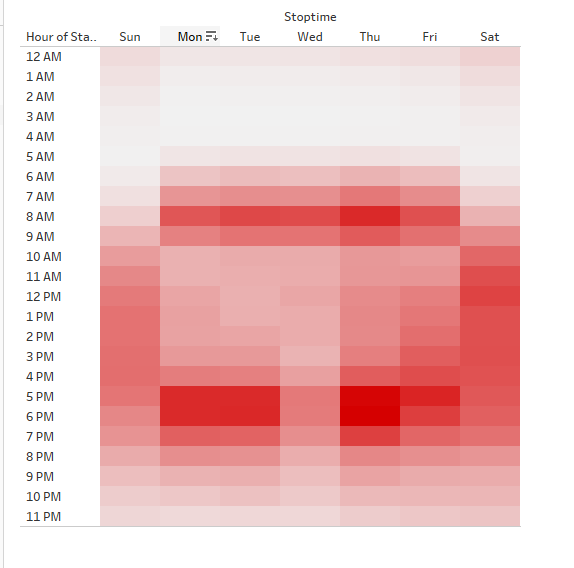 Stoptime
Hour of Sta.. Sun Mon Tue Wed Thu Fri Sat
12 AM
1 AM
2 AM
3 AM
4 AM
5 AM
6 AM
7 AM
8 AM
9 AM
10 AM
11 AM
12 PM
1 PM
2 PM
3 PM
4 PM
5 PM
6 PM
7 PM
8 PM
9 PM
10 PM
11 PM